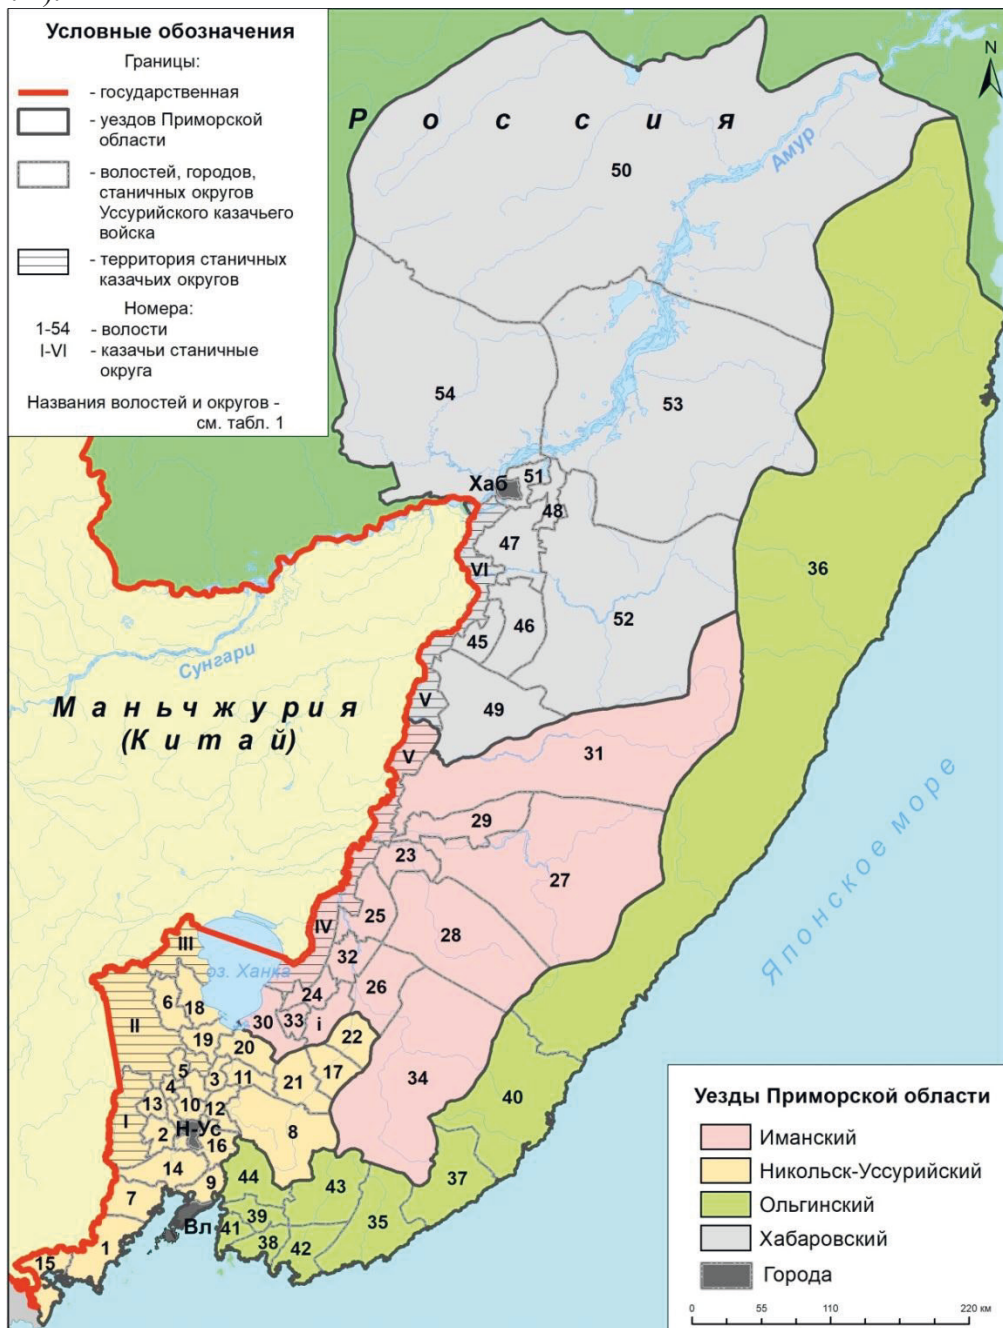 Условные обозначения
Границы:
- государственная
- уездов Приморской
области
- волостей, городов,
станичных округов
Уссурийского казачьего
войска
- территория станичных
казачьих округов
Номера:
1-54 - волости
I-VI - казачьи станичные
округа
Названия волостей и округов -
см. табл. 1
N
Россия
Амур
50
54
53
Хаб
51
48
47
VI
36
46
52
45
Сунгари
V
49
Маньчжурия
(Китай)
V
31
29
23
27
Японское море
25
IV
28
III
32
оз. Ханка
26
24
6
18
30
33
i
II
22
19
20
5
3
11
21
17
34
40
4
13
10
12
I
8
2
Н-Ус
16
14
44
43
37
9
7
39
35
Вл
41
1
38
42
15
Уезды Приморской области
Иманский
Никольск-Уссурийский
Ольгинский
Хабаровский
Города
0 55 110 220 км